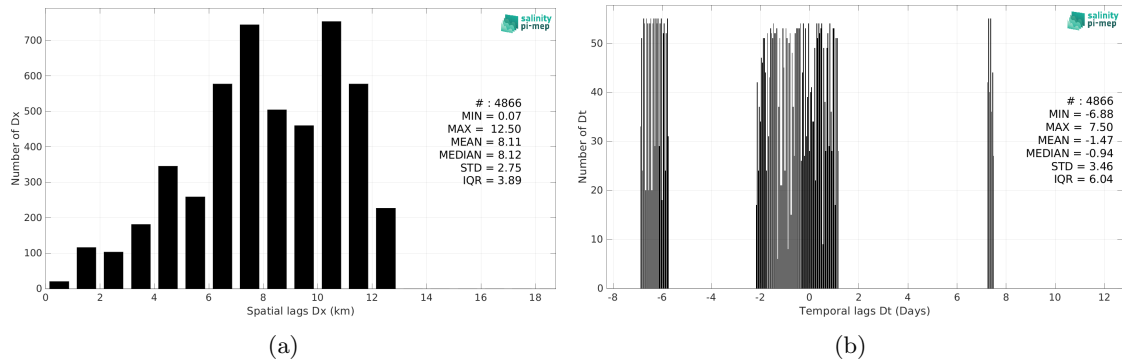 salinity
pi-mep
# : 4866
MIN = 0.07
MAX = 12.50
MEAN = 8.11
MEDIAN = 8.12
STD = 2.75
IQR = 3.89
Number of Dx
700
600
500
400
300
200
100
0
0 2 4 6 8 10 12 14 16 18
Spatial lags Dx (km)
(a)
salinity
pi-mep
# : 4866
MIN = -6.88
MAX = 7.50
MEAN = -1.47
MEDIAN = -0.94
STD = 3.46
IQR = 6.04
Number of Dt
50
40
30
20
10
0
-8 -6 -4 -2 0 2 4 6 8 10 12
Temporal lags Dt (Days)
(b)